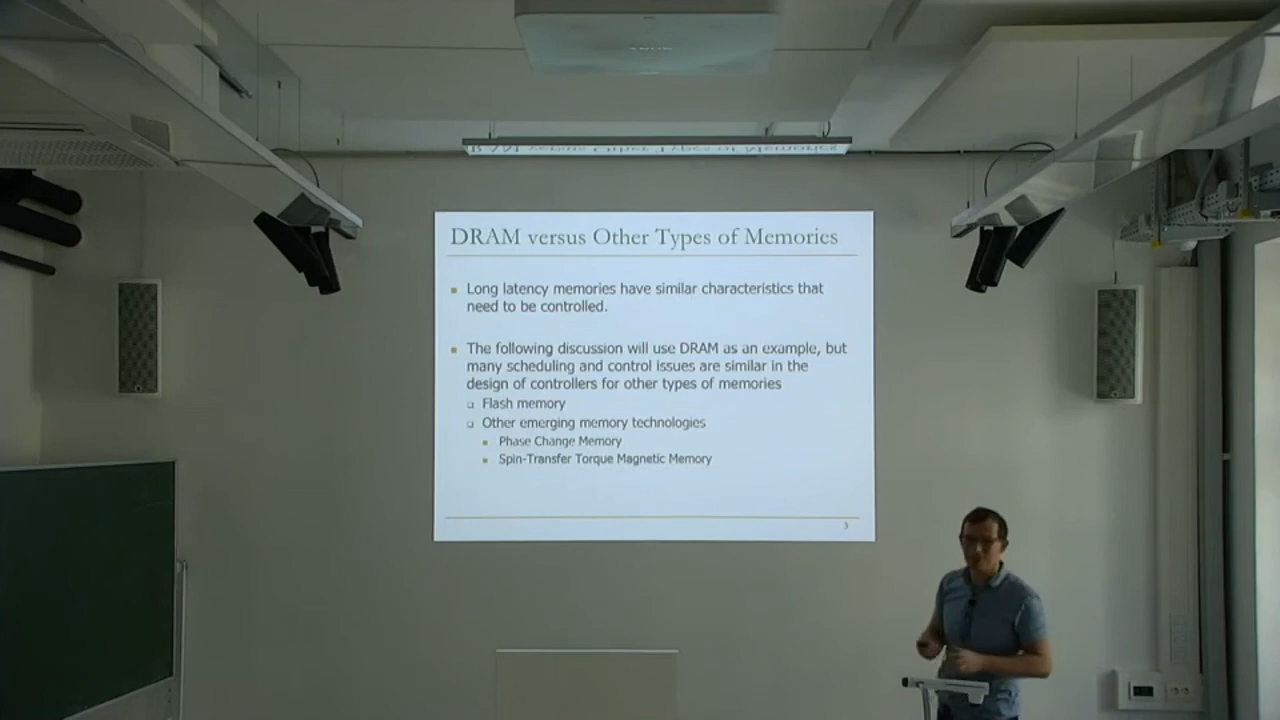 DRAM versus Other Types of Memories
Long latency memories have similar characteristics that
need to be controlled.
The following discussion will use DRAM as an example, but
many scheduling and control issues are similar in the
design of controllers for other types of memories
Flash memory
Other emerging memory technologies
Phase Change Memory
Spin-Transfer Torque Magnetic Memory
3